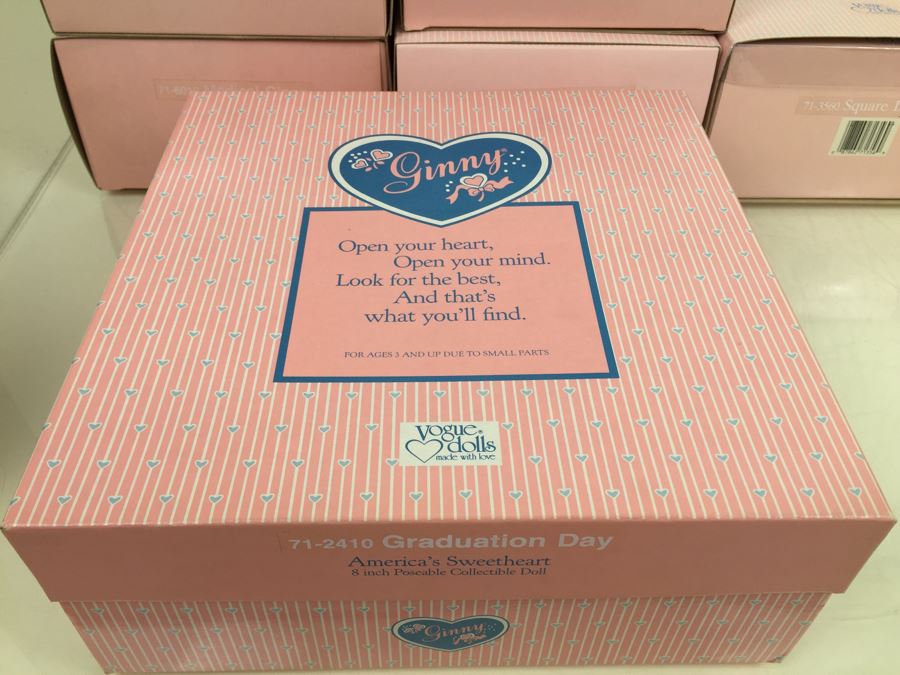 71-3560 Square
Ginny®
Open your heart,
Open your mind.
Look for the best,
And that's
what you'll find.
FOR AGES 3 AND UP DUE TO SMALL PARTS
Vogue®
dolls
made with love
71-2410 Graduation Day
America's Sweetheart
8 inch Poseable Collectible Doll
Ginny